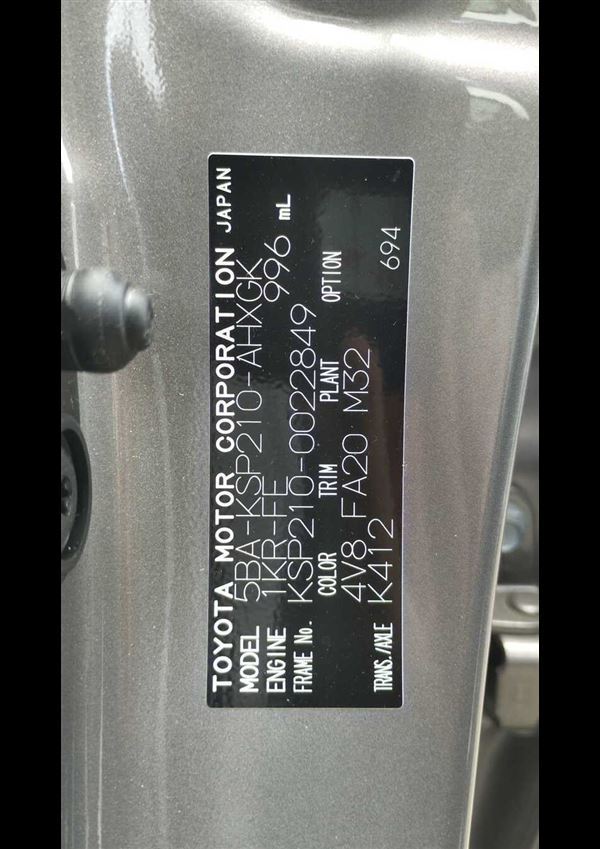 TOYOTA MOTOR CORPORATION JAPAN
MODEL 5BA-KSP210-AHXGK
ENGINE 1KR-FE 996 mL
FRAME No. KSP210-0022849
COLOR TRIM PLANT OPTION
4V8 FA20 M32 694
TRANS./AXLE K412